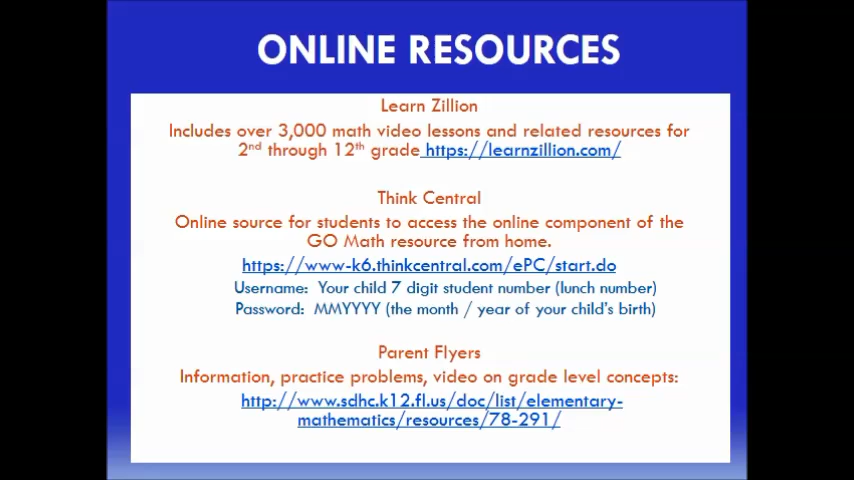 ONLINE RESOURCES
Learn Zillion
Includes over 3,000 math video lessons and related resources for
2nd through 12th grade https://learnzillion.com/
Think Central
Online source for students to access the online component of the
GO Math resource from home.
https://www-k6.thinkcentral.com/ePC/start.do
Username: Your child 7 digit student number (lunch number)
Password: MMYYYY (the month / year of your child's birth)
Parent Flyers
Information, practice problems, video on grade level concepts:
http://www.sdhc.k12.fl.us/doc/list/elementary-
mathematics/resources/78-291/